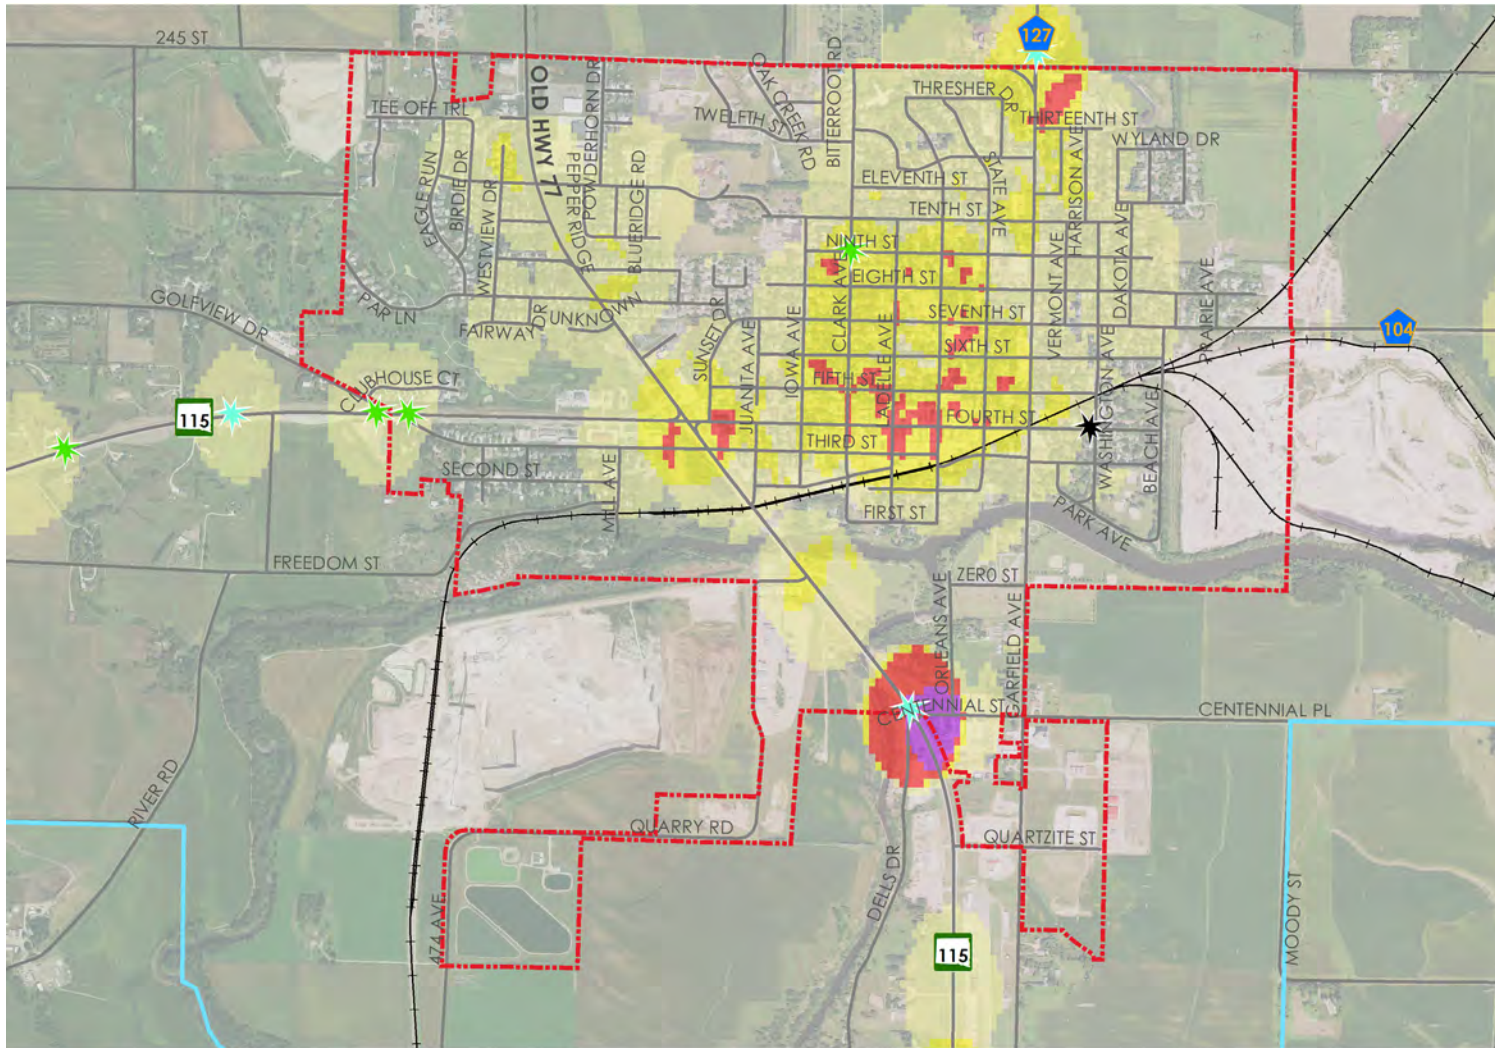 127
245 ST
OLD HWY 77
POWDERHORN DR
OAK CREEK RD
BITTERROOT RD
THRESHER DR
TEE OFF TRL
TWELFTH ST
THIRTEENTH ST
WYLAND DR
EAGLE RUN
BIRDIE DR
WESTVIEW DR
PEPPER RIDGE
BLUERIDGE RD
ELEVENTH ST
STATE AVE
HARRISON AVE
TENTH ST
NINTH ST
EIGHTH ST
VERMONT AVE
DAKOTA AVE
PRAIRIE AVE
GOLFVIEW DR
PAR LN
FAIRWAY DR
UNKNOWN
SUNSET DR
JUANITA AVE
IOWA AVE
CLARK AVE
ADELLE AVE
SEVENTH ST
SIXTH ST
104
CLUBHOUSE CT
FIFTH ST
115
FOURTH ST
WASHINGTON AVE
BEACH AVE
THIRD ST
SECOND ST
MILL AVE
FIRST ST
PARK AVE
FREEDOM ST
ZERO ST
ORLEANS AVE
GARFIELD AVE
CENTENNIAL ST
CENTENNIAL PL
RIVER RD
QUARRY RD
QUARTZITE ST
DELLS DR
474 AVE
115
MOODY ST